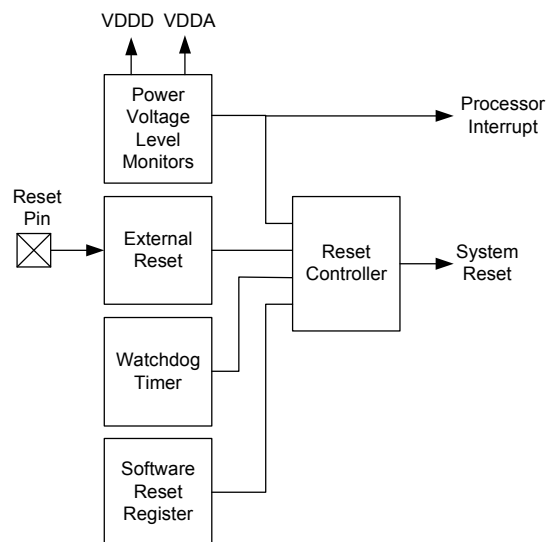 VDDD VDDA
Power
Voltage
Level
Monitors
Processor
Interrupt
Reset
Pin
External
Reset
Reset
Controller
System
Reset
Watchdog
Timer
Software
Reset
Register